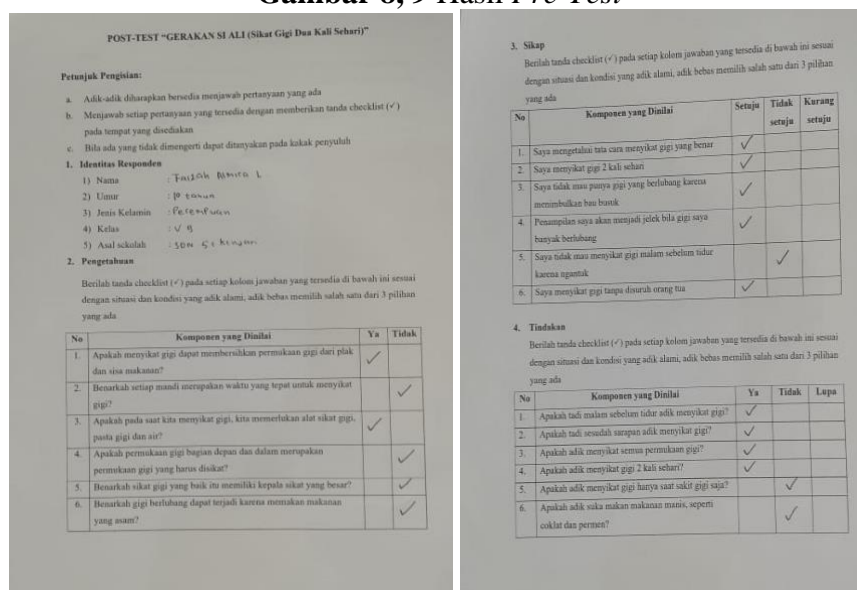 Gambar 8, 9 Hasil Pre-Test
POST-TEST “GERAKAN SI ALI (Sikat Gigi Dua Kali Sehari)”
Petunjuk Pengisian:
a. Adik-adik diharapkan bersedia menjawab pertanyaan yang ada
b. Menjawab setiap pertanyaan yang tersedia dengan memberikan tanda checklist (✓)
pada tempat yang disediakan
c. Bila ada yang tidak dimengerti dapat ditanyakan pada kakak penyuluh
1. Identitas Responden
1) Nama : Faizah L
2) Umur : 10 tahun
3) Jenis Kelamin : Perempuan
4) Kelas : V B
5) Asal sekolah : SDN
2. Pengetahuan
Berilah tanda checklist (✓) pada setiap kolom jawaban yang tersedia di bawah ini sesuai
dengan situasi dan kondisi yang adik alami, adik bebas memilih salah satu dari 3 pilihan
yang ada
No Komponen yang Dinilai Ya Tidak
1. Apakah menyikat gigi dapat membersihkan permukaan gigi dari plak ✓
dan sisa makanan?
2. Benarkah setiap mandi merupakan waktu yang tepat untuk menyikat ✓
gigi?
3. Apakah pada saat kita menyikat gigi, kita memerlukan alat sikat gigi, ✓
pasta gigi dan air?
4. Apakah permukaan gigi bagian depan dan dalam merupakan ✓
permukaan gigi yang harus disikat?
5. Benarkah sikat gigi yang baik itu memiliki kepala sikat yang besar? ✓
6. Benarkah gigi berlubang dapat terjadi karena memakan makanan ✓
yang asam?
3. Sikap
Berilah tanda checklist (✓) pada setiap kolom jawaban yang tersedia di bawah ini sesuai
dengan situasi dan kondisi yang adik alami, adik bebas memilih salah satu dari 3 pilihan
yang ada
No Komponen yang Dinilai Setuju Tidak setuju Kurang setuju
1. Saya mengetahui tata cara menyikat gigi yang benar ✓
2. Saya menyikat gigi 2 kali sehari ✓
3. Saya tidak mau punya gigi yang berlubang karena ✓
menimbulkan bau busuk
4. Penampilan saya akan menjadi jelek bila gigi saya ✓
banyak berlubang
5. Saya tidak mau menyikat gigi malam sebelum tidur ✓
karena ngantuk
6. Saya menyikat gigi tanpa disuruh orang tua ✓
4. Tindakan
Berilah tanda checklist (✓) pada setiap kolom jawaban yang tersedia di bawah ini sesuai
dengan situasi dan kondisi yang adik alami, adik bebas memilih salah satu dari 3 pilihan
yang ada
No Komponen yang Dinilai Ya Tidak Lupa
1. Apakah tadi malam sebelum tidur adik menyikat gigi? ✓
2. Apakah tadi sesudah sarapan adik menyikat gigi? ✓
3. Apakah adik menyikat semua permukaan gigi? ✓
4. Apakah adik menyikat gigi 2 kali sehari? ✓
5. Apakah adik menyikat gigi hanya saat sakit gigi saja? ✓
6. Apakah adik suka makan makanan manis, seperti ✓
coklat dan permen?